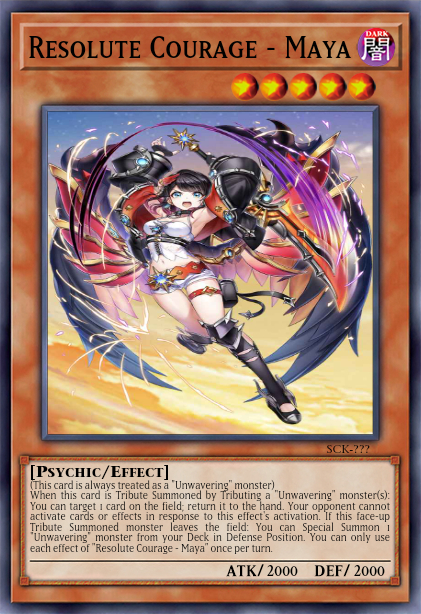 Resolute Courage - Maya
DARK
闇
SCK-???
[Psychic/Effect]
(This card is always treated as a "Unwavering" monster)
When this card is Tribute Summoned by Tributing a "Unwavering" monster(s):
You can target 1 card on the field; return it to the hand. Your opponent cannot
activate cards or effects in response to this effect's activation. If this face-up
Tribute Summoned monster leaves the field: You can Special Summon 1
"Unwavering" monster from your Deck in Defense Position. You can only use
each effect of "Resolute Courage - Maya" once per turn.
ATK/ 2000 DEF/ 2000